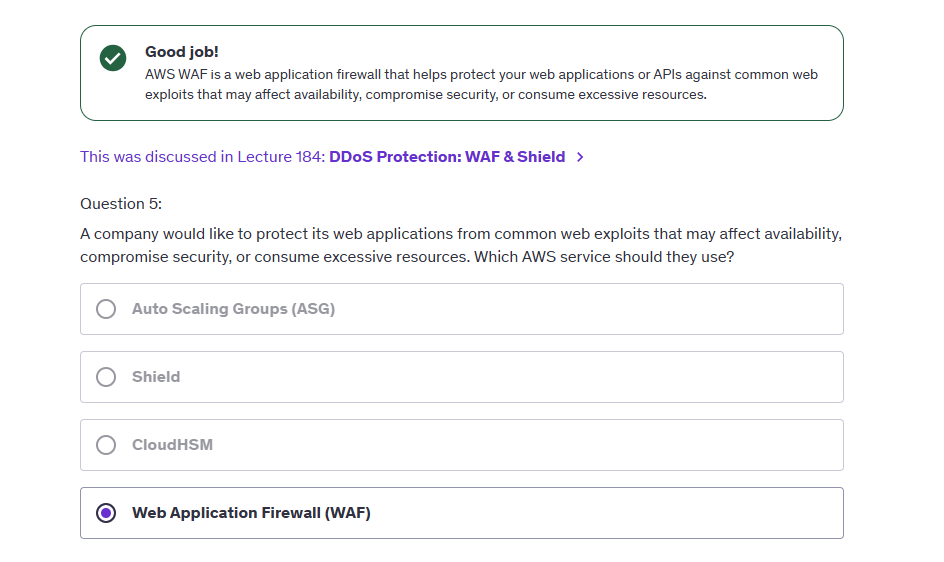 Good job!
AWS WAF is a web application firewall that helps protect your web applications or APIs against common web
exploits that may affect availability, compromise security, or consume excessive resources.
This was discussed in Lecture 184: DDoS Protection: WAF & Shield >
Question 5:
A company would like to protect its web applications from common web exploits that may affect availability,
compromise security, or consume excessive resources. Which AWS service should they use?
Auto Scaling Groups (ASG)
Shield
CloudHSM
Web Application Firewall (WAF)